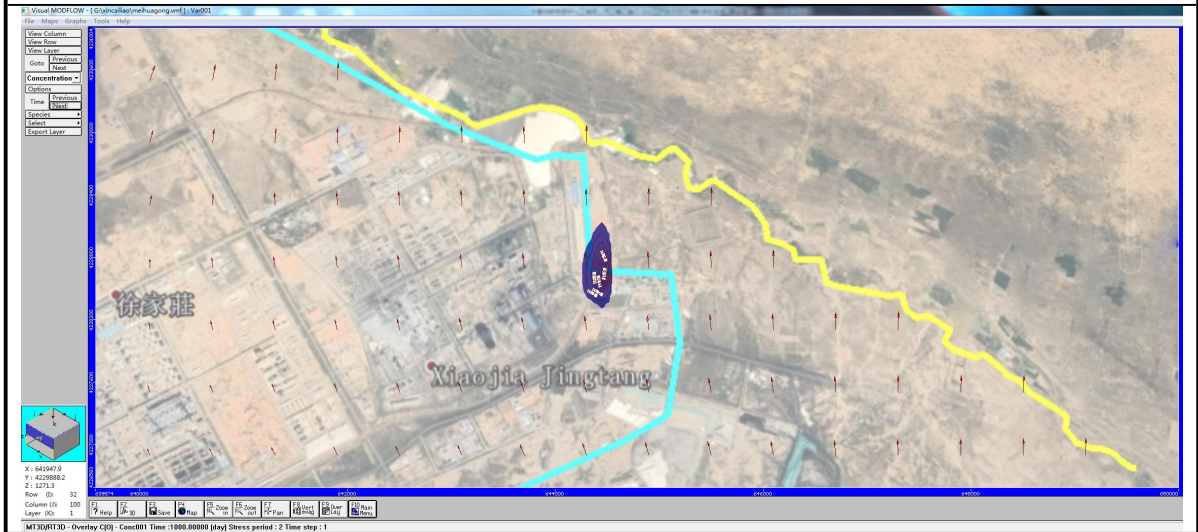 Visual MODFLOW - [ G:\xincailiao\meihuagong.vmf ] - Var001
File Maps Graphs Tools Help
View Column
View Row
View Layer
Goto Previous
Next
Concentration
Options
Time Previous
Next
Species
Select
Export Layer
徐家莊
Xiaojia Jingtang
X : 641947.9
Y : 4229888.2
Z : 1271.3
Row (I): 32
Column (J): 100
Layer (K): 1
640000 642000 644000 646000 648000 650000
F1 Help F2 3D F3 Save F4 Map F5-Zoom in F6-Zoom out F7 Pan F8 Vert Exag F9 Over Lay F10 Main Menu
MT3D/RT3D - Overlay C(O) - Conc001 Time :1000.00000 [day] Stress period : 2 Time step : 1